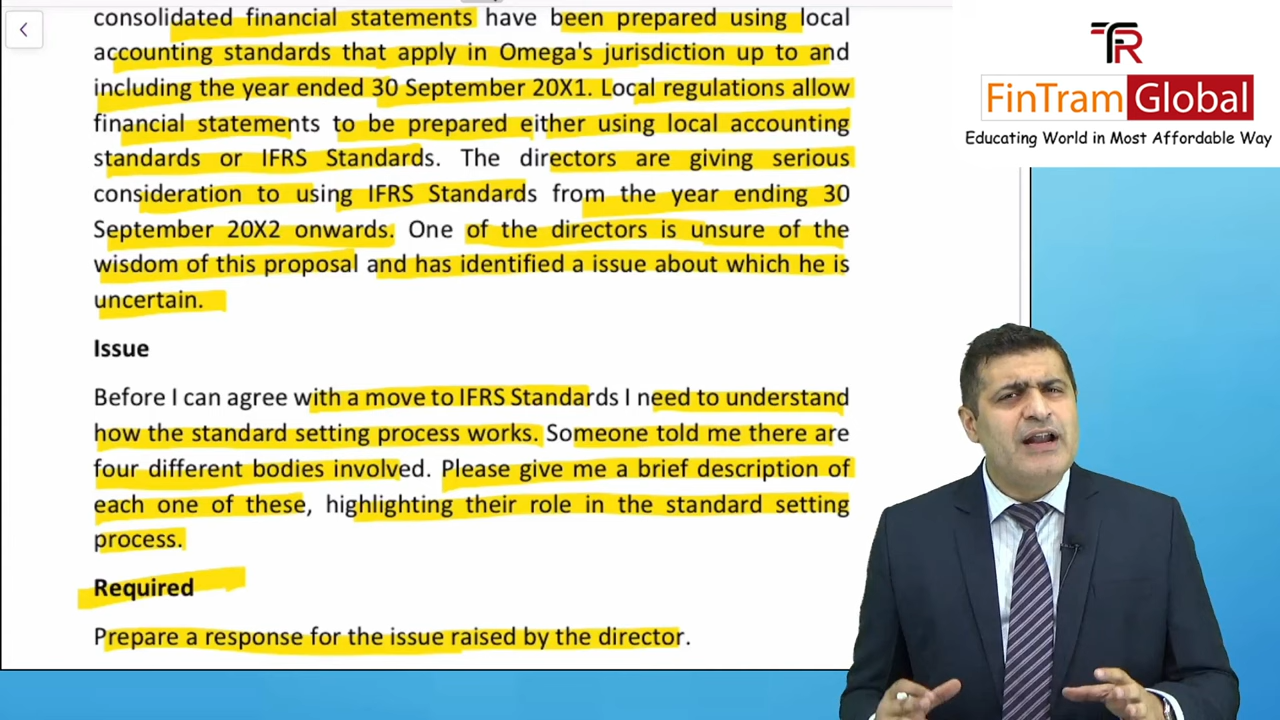 consolidated financial statements have been prepared using local
accounting standards that apply in Omega's jurisdiction up to and
including the year ended 30 September 20X1. Local regulations allow
financial statements to be prepared either using local accounting
standards or IFRS Standards. The directors are giving serious
consideration to using IFRS Standards from the year ending 30
September 20X2 onwards. One of the directors is unsure of the
wisdom of this proposal and has identified a issue about which he is
uncertain.
Issue
Before I can agree with a move to IFRS Standards I need to understand
how the standard setting process works. Someone told me there are
four different bodies involved. Please give me a brief description of
each one of these, highlighting their role in the standard setting
process.
Required
Prepare a response for the issue raised by the director.
FinTram Global
Educating World in Most Affordable Way